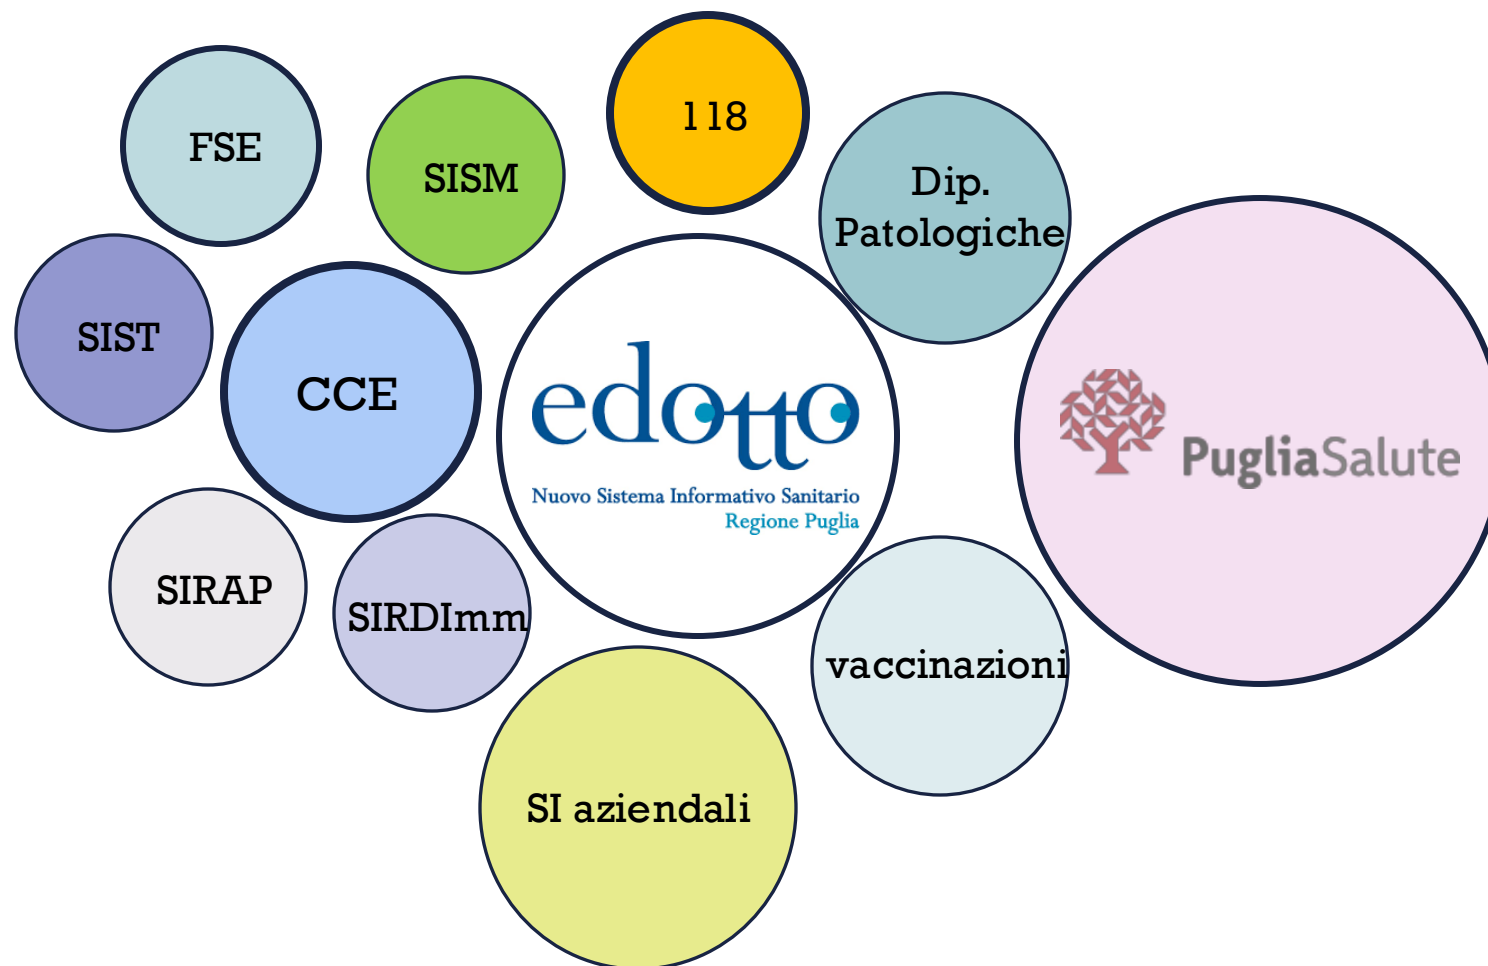 118
FSE
SISM
Dip.
Patologiche
SIST
CCE
edotto
Nuovo Sistema Informativo Sanitario
Regione Puglia
PugliaSalute
SIRAP
SIRDImm
vaccinazioni
SI aziendali